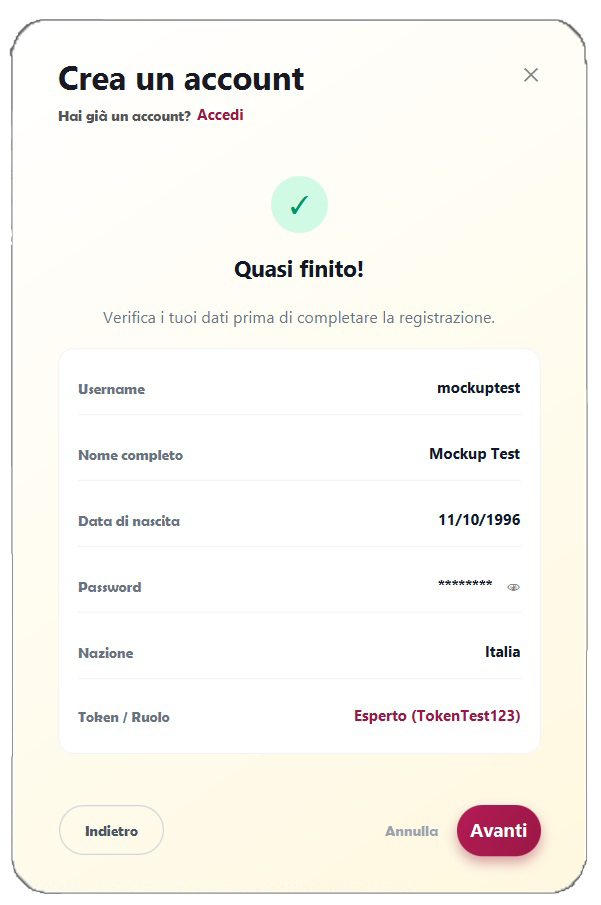 Crea un account
Hai già un account? Accedi
✓
Quasi finito!
Verifica i tuoi dati prima di completare la registrazione.
Username mockuptest
Nome completo Mockup Test
Data di nascita 11/10/1996
Password ********
Nazione Italia
Token / Ruolo Esperto (TokenTest123)
Indietro Annulla Avanti